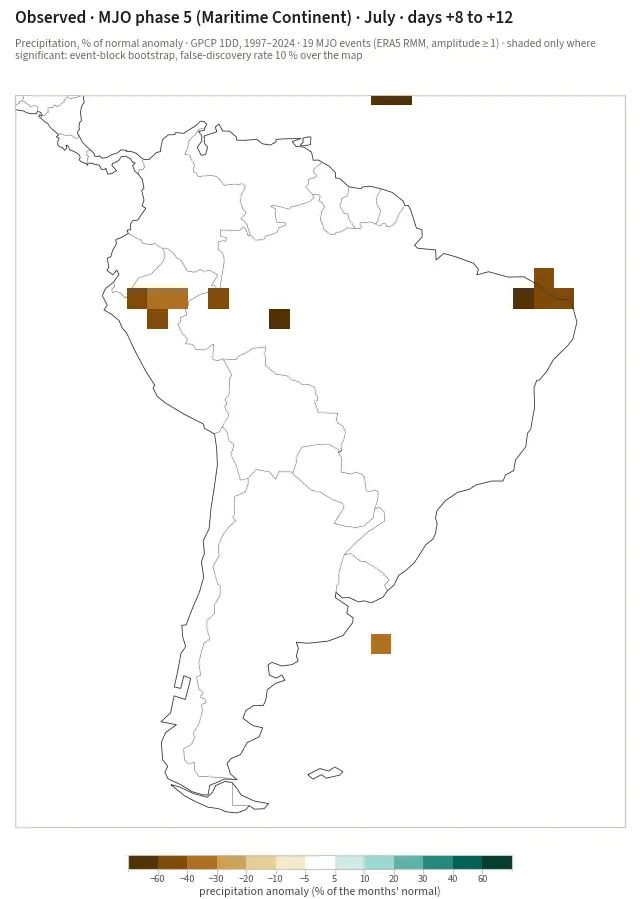 Observed · MJO phase 5 (Maritime Continent) · July · days +8 to +12
Precipitation, % of normal anomaly · GPCP 1DD, 1997–2024 · 19 MJO events (ERA5 RMM, amplitude ≥ 1) · shaded only where
significant: event-block bootstrap, false-discovery rate 10 % over the map
−60 −40 −30 −20 −10 −5 5 10 20 30 40 60
precipitation anomaly (% of the months' normal)